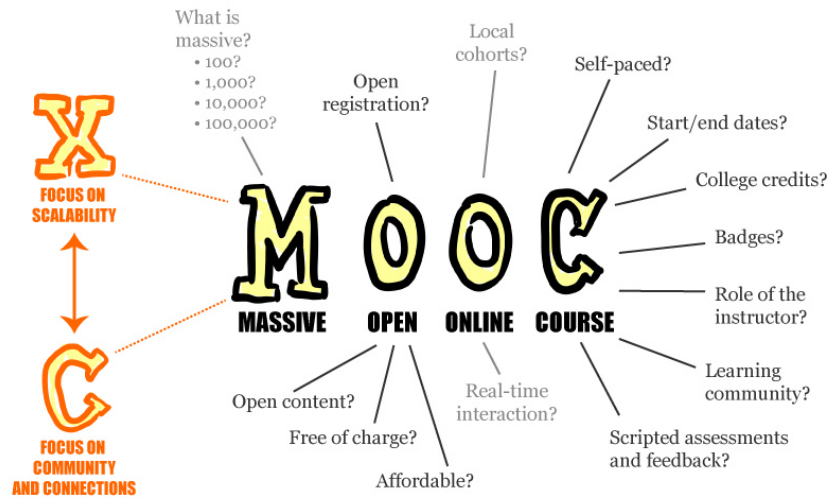 What is
massive?
• 100?
• 1,000?
• 10,000?
• 100,000?
Open
registration?
Local
cohorts?
Self-paced?
Start/end dates?
College credits?
Badges?
Role of the
instructor?
Learning
community?
Scripted assessments
and feedback?
X
FOCUS ON
SCALABILITY
MOOC
MASSIVE
OPEN
ONLINE
COURSE
C
FOCUS ON
COMMUNITY
AND CONNECTIONS
Open content?
Free of charge?
Affordable?
Real-time
interaction?